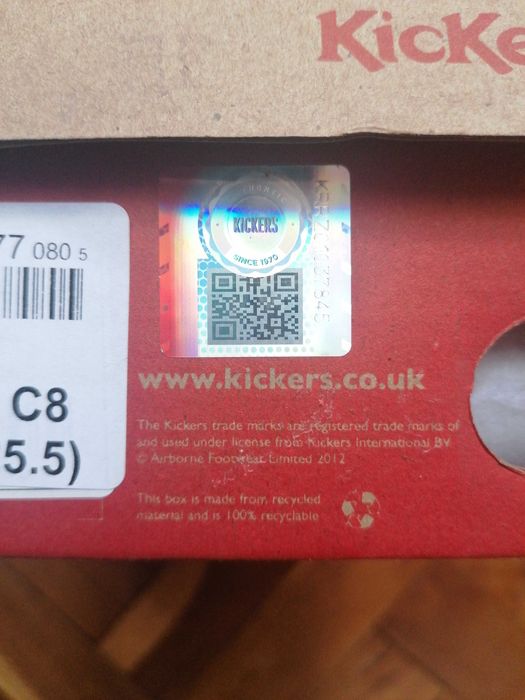 KicKe
77 080 5
C8
5.5)
KICKERS
SINCE 1970
www.kickers.co.uk
The Kickers trade marks are registered trade marks of
and used under license from Kickers International BV
© Airborne Footwear Limited 2012
This box is made from recycled
material and is 100% recyclable